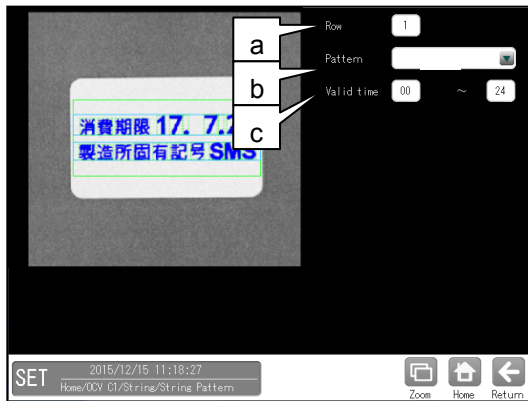 Row 1
a
Pattern
b
Valid time 00 ~ 24
c
消費期限 17. 7.2
製造所固有記号 SMS
SET
2015/12/15 11:18:27
Home/OCV C1/String/String Pattern
Zoom Home Return